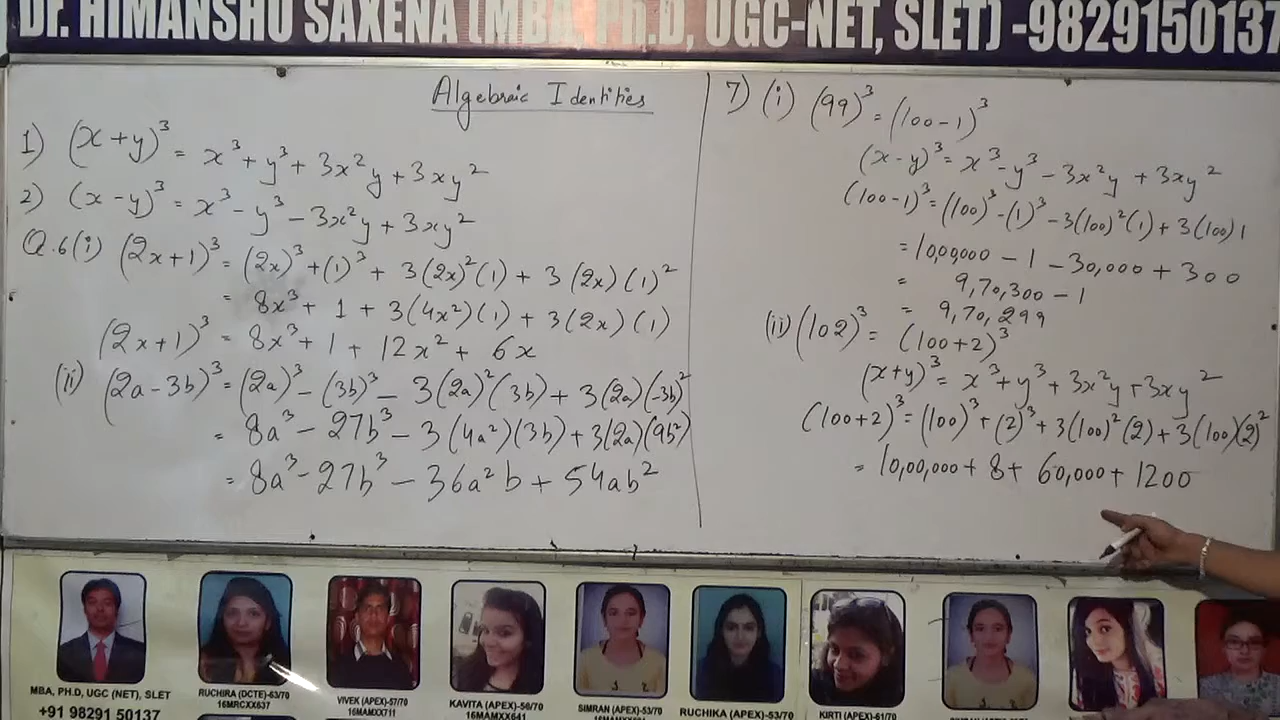 Dr. HIMANSHU SAXENA (MBA, Ph.D, UGC-NET, SLET) -9829150137
Algebraic Identities
1) (x+y)³ = x³ + y³ + 3x²y + 3xy²
2) (x-y)³ = x³ - y³ - 3x²y + 3xy²
Q.6(i) (2x+1)³ = (2x)³ + (1)³ + 3(2x)²(1) + 3(2x)(1)²
= 8x³ + 1 + 3(4x²)(1) + 3(2x)(1)
(2x+1)³ = 8x³ + 1 + 12x² + 6x
(ii) (2a-3b)³ = (2a)³ - (3b)³ - 3(2a)²(3b) + 3(2a)(-3b)²
= 8a³ - 27b³ - 3(4a²)(3b) + 3(2a)(9b²)
= 8a³ - 27b³ - 36a²b + 54ab²
7) (i) (99)³ = (100-1)³
(x-y)³ = x³ - y³ - 3x²y + 3xy²
(100-1)³ = (100)³ - (1)³ - 3(100)²(1) + 3(100)1
= 10,00000 - 1 - 30,000 + 300
= 9,70,300 - 1
= 9,70,299
(ii) (102)³ = (100+2)³
(x+y)³ = x³ + y³ + 3x²y + 3xy²
(100+2)³ = (100)³ + (2)³ + 3(100)²(2) + 3(100)(2)²
= 10,00,000 + 8 + 60,000 + 1200
MBA, PH.D, UGC (NET), SLET
+91 98291 50137
RUCHIRA (DCTE)-63/70
16MRCXX637
VIVEK (APEX)-57/70
16MAMXX711
KAVITA (APEX)-56/70
16MAMXX641
SIMRAN (APEX)-53/70
RUCHIKA (APEX)-53/70
KIRTI (APEX)-61/70